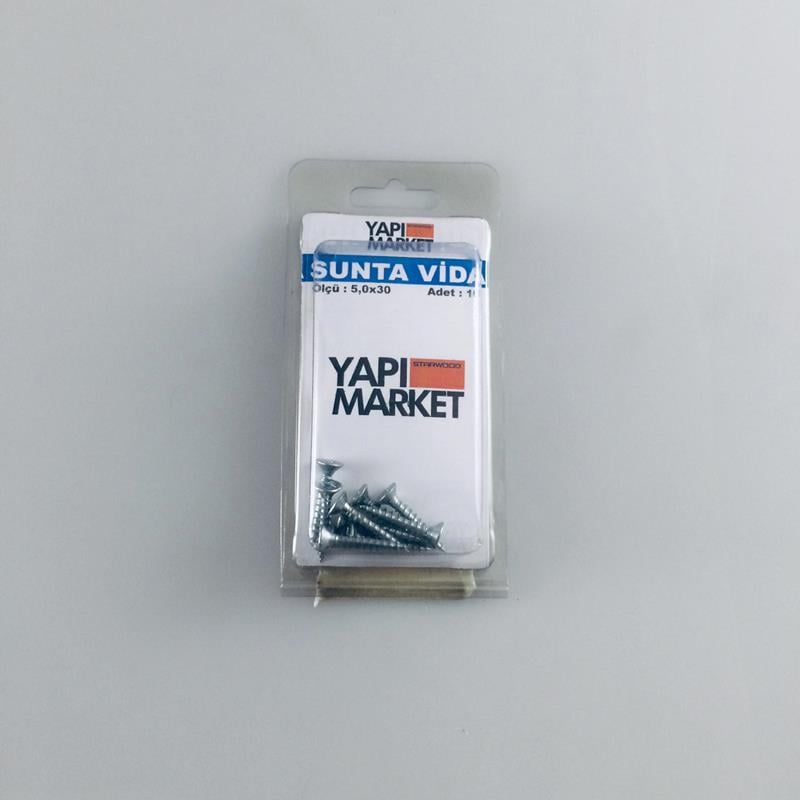 YAPI
MARKET
SUNTA VİDA
Ölçü : 5,0x30 Adet :
YAPI STARWOOD
MARKET